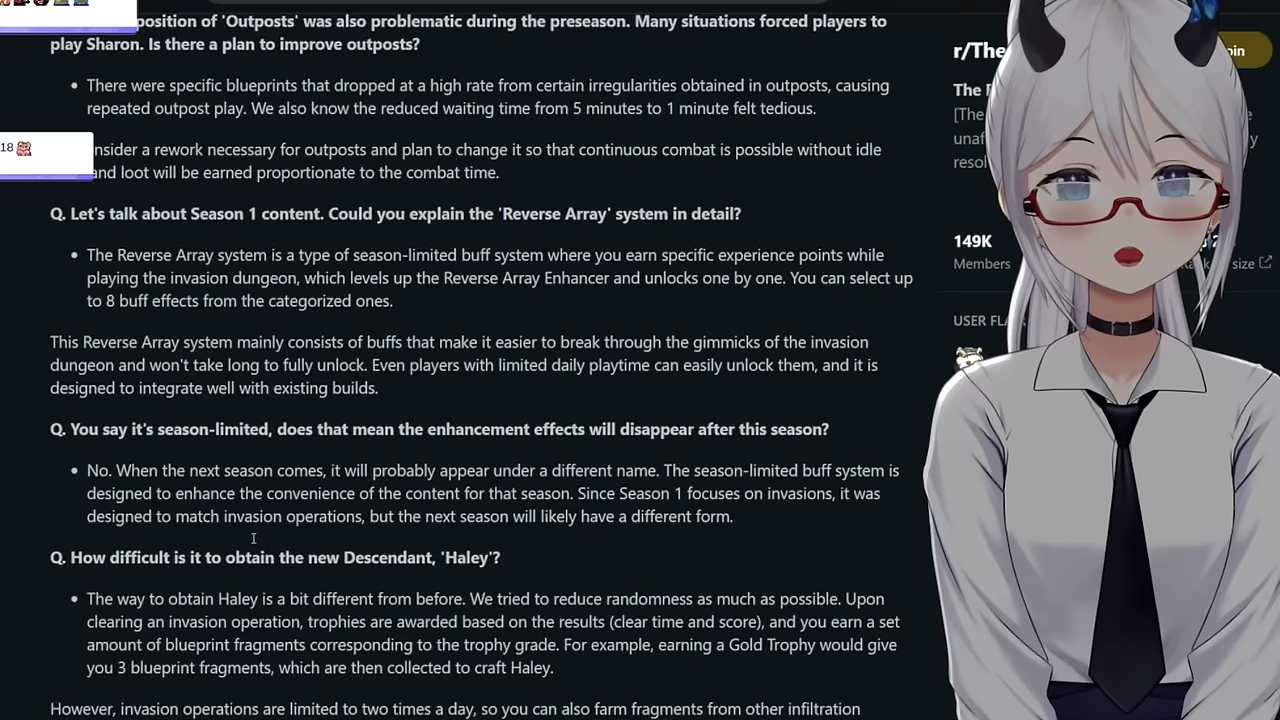 position of 'Outposts' was also problematic during the preseason. Many situations forced players to
play Sharon. Is there a plan to improve outposts?
• There were specific blueprints that dropped at a high rate from certain irregularities obtained in outposts, causing
repeated outpost play. We also know the reduced waiting time from 5 minutes to 1 minute felt tedious.
18
nsider a rework necessary for outposts and plan to change it so that continuous combat is possible without idle
and loot will be earned proportionate to the combat time.
Q. Let's talk about Season 1 content. Could you explain the 'Reverse Array' system in detail?
• The Reverse Array system is a type of season-limited buff system where you earn specific experience points while
playing the invasion dungeon, which levels up the Reverse Array Enhancer and unlocks one by one. You can select up
to 8 buff effects from the categorized ones.
This Reverse Array system mainly consists of buffs that make it easier to break through the gimmicks of the invasion
dungeon and won't take long to fully unlock. Even players with limited daily playtime can easily unlock them, and it is
designed to integrate well with existing builds.
Q. You say it's season-limited, does that mean the enhancement effects will disappear after this season?
• No. When the next season comes, it will probably appear under a different name. The season-limited buff system is
designed to enhance the convenience of the content for that season. Since Season 1 focuses on invasions, it was
designed to match invasion operations, but the next season will likely have a different form.
Q. How difficult is it to obtain the new Descendant, 'Haley'?
• The way to obtain Haley is a bit different from before. We tried to reduce randomness as much as possible. Upon
clearing an invasion operation, trophies are awarded based on the results (clear time and score), and you earn a set
amount of blueprint fragments corresponding to the trophy grade. For example, earning a Gold Trophy would give
you 3 blueprint fragments, which are then collected to craft Haley.
However, invasion operations are limited to two times a day, so you can also farm fragments from other infiltration
r/The
oin
The
[The
unaf
resol
149K
Members
size
USER FLA